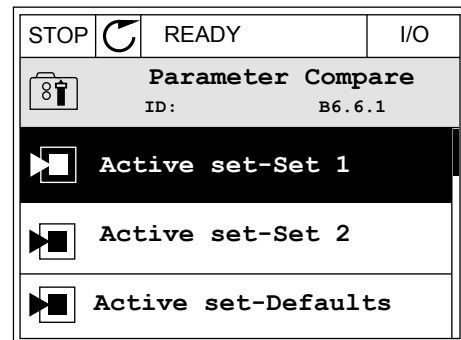 STOP READY I/O
Parameter Compare
ID: B6.6.1
Active set-Set 1
Active set-Set 2
Active set-Defaults